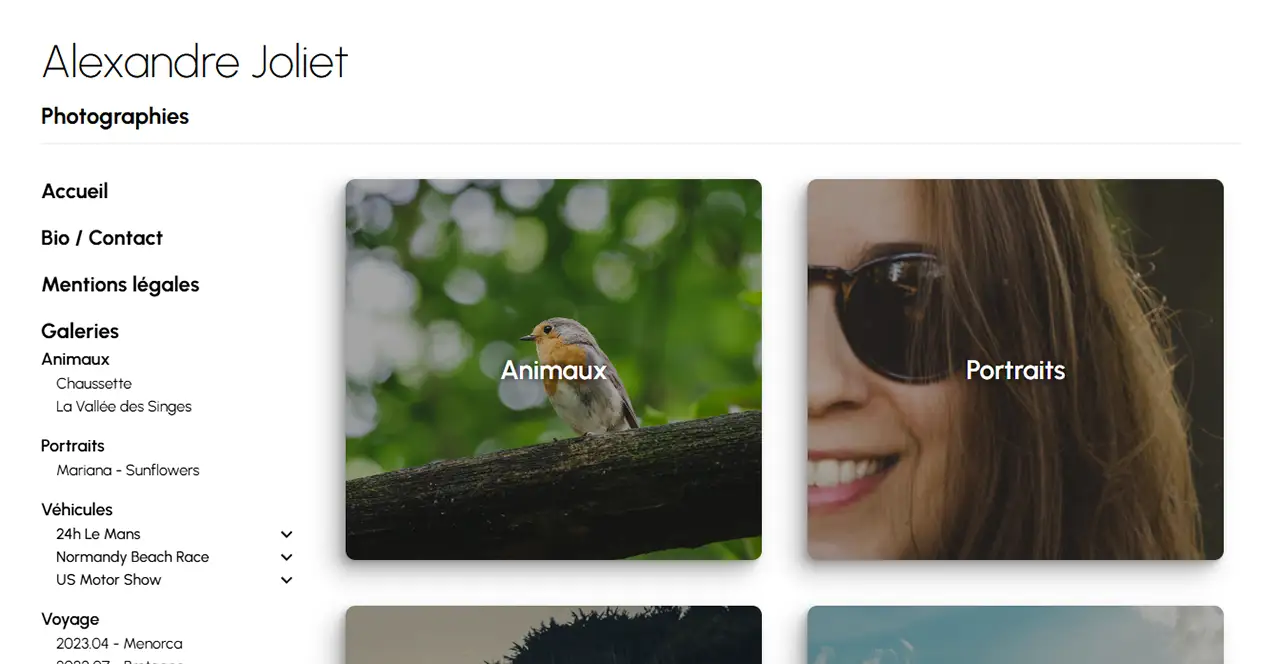 Alexandre Joliet
Photographies
Accueil
Bio / Contact
Mentions légales
Galeries
Animaux
Chaussette
La Vallée des Singes
Portraits
Mariana - Sunflowers
Véhicules
24h Le Mans
Normandy Beach Race
US Motor Show
Voyage
2023.04 - Menorca
Animaux
Portraits